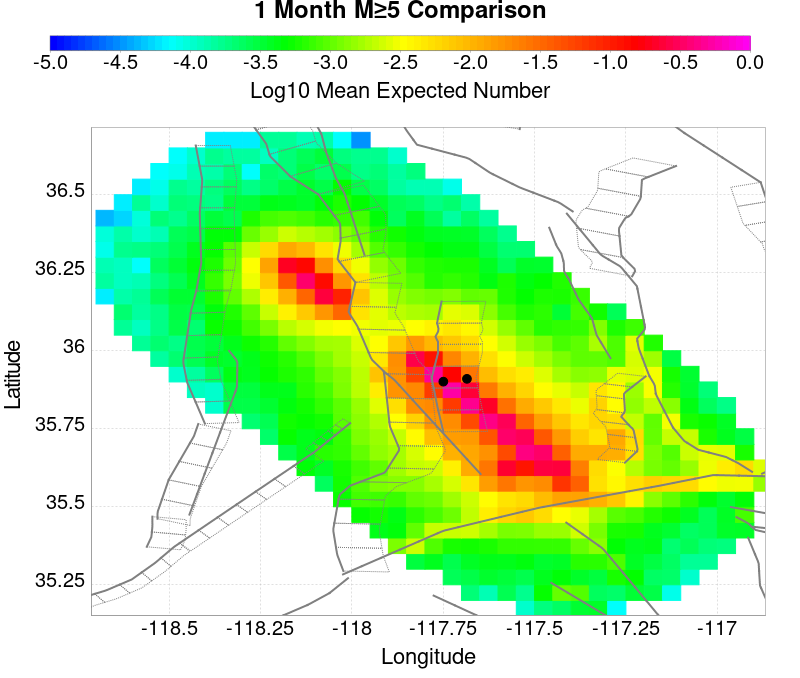 1 Month M≥5 Comparison
-5.0 -4.5 -4.0 -3.5 -3.0 -2.5 -2.0 -1.5 -1.0 -0.5 0.0
Log10 Mean Expected Number
36.5
36.25
36
35.75
35.5
35.25
Latitude
-118.5 -118.25 -118 -117.75 -117.5 -117.25 -117
Longitude